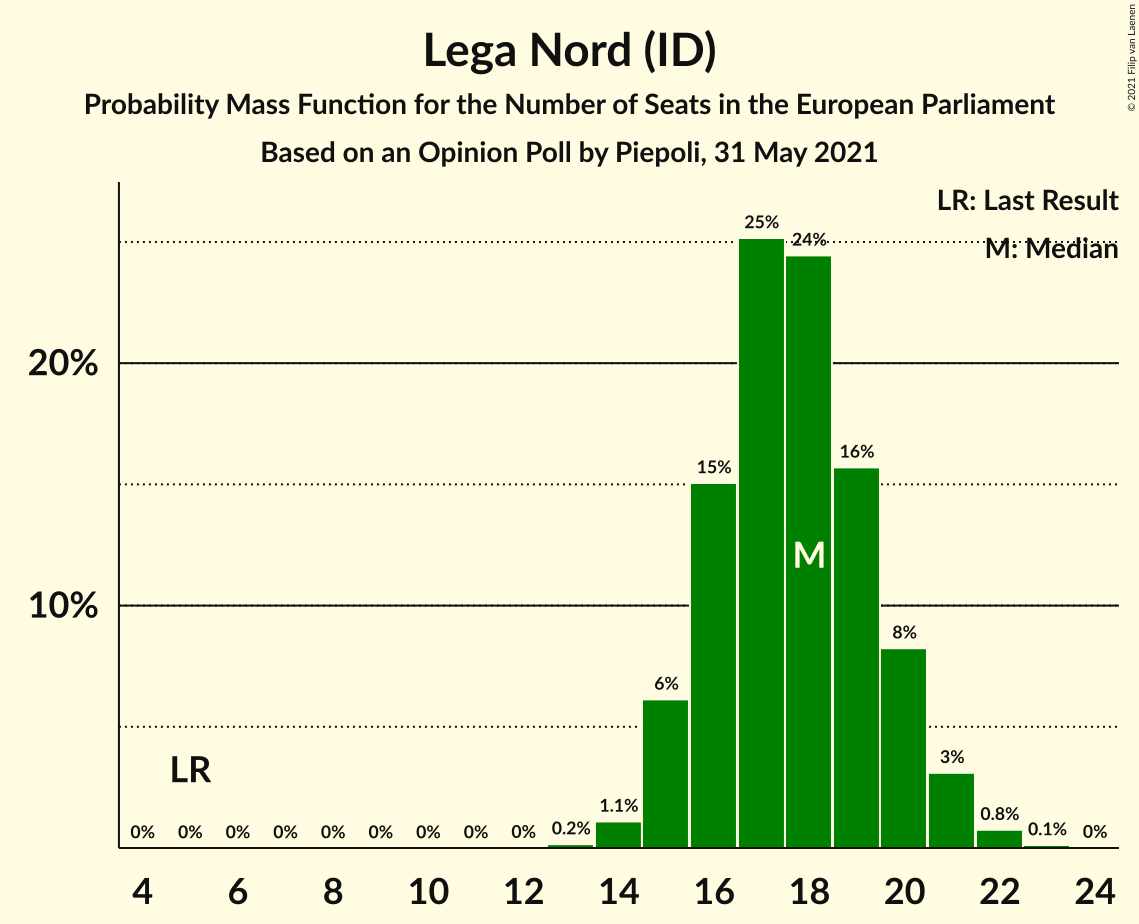 Lega Nord (ID)
Probability Mass Function for the Number of Seats in the European Parliament
Based on an Opinion Poll by Piepoli, 31 May 2021
© 2021 Filip van Laenen
LR: Last Result
M: Median
20%
10%
25%
24%
16%
15%
8%
6%
3%
1.1%
0.8%
0.2%
0.1%
0% 0% 0% 0% 0% 0% 0% 0% 0% 0%
LR
M
4 6 8 10 12 14 16 18 20 22 24